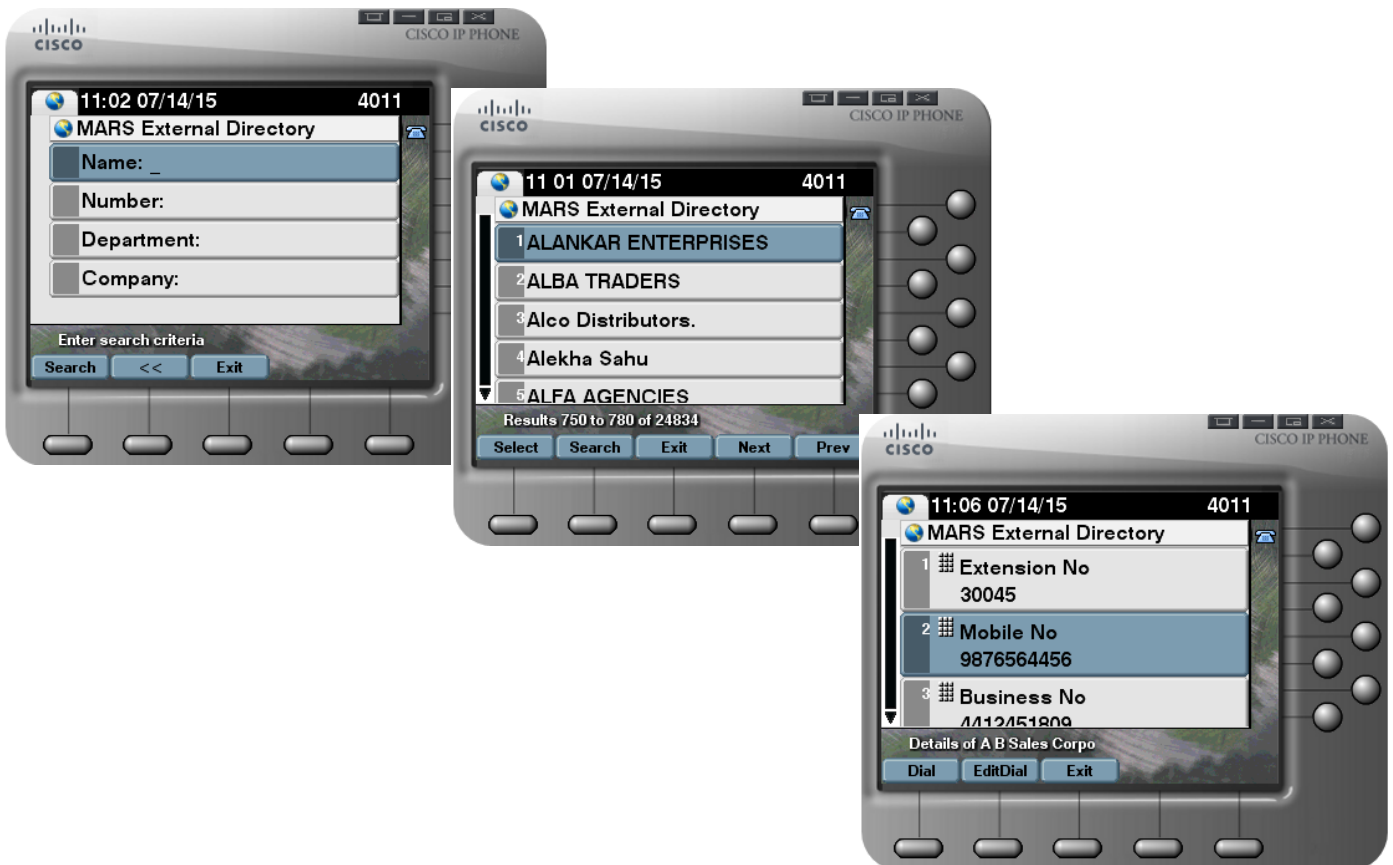 CISCO
CISCO IP PHONE
11:02 07/14/15 4011
MARS External Directory
Name: _
Number:
Department:
Company:
Enter search criteria
Search << Exit
CISCO
CISCO IP PHONE
11 01 07/14/15 4011
MARS External Directory
1 ALANKAR ENTERPRISES
2 ALBA TRADERS
3 Alco Distributors.
4 Alekha Sahu
5 ALFA AGENCIES
Results 750 to 780 of 24834
Select Search Exit Next Prev
CISCO
CISCO IP PHONE
11:06 07/14/15 4011
MARS External Directory
1 Extension No
30045
2 Mobile No
9876564456
3 Business No
4412451809
Details of A B Sales Corpo
Dial EditDial Exit